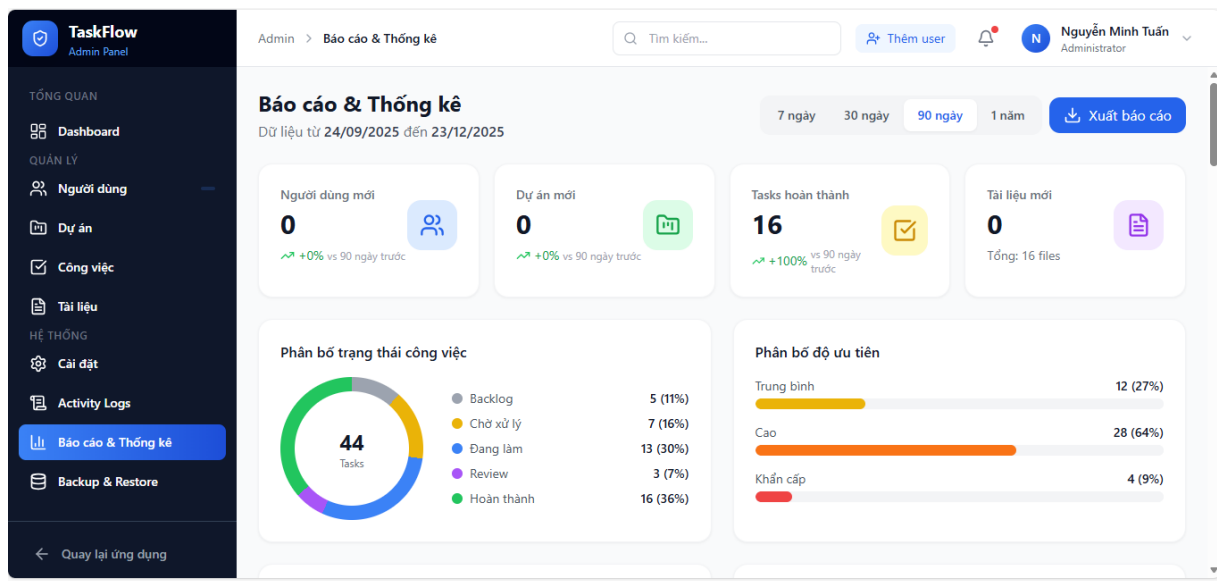 TaskFlow
Admin Panel
TỔNG QUAN
Dashboard
QUẢN LÝ
Người dùng
Dự án
Công việc
Tài liệu
HỆ THỐNG
Cài đặt
Activity Logs
Báo cáo & Thống kê
Backup & Restore
Quay lại ứng dụng
Admin > Báo cáo & Thống kê
Tìm kiếm...
Thêm user
N
Nguyễn Minh Tuấn
Administrator
Báo cáo & Thống kê
Dữ liệu từ 24/09/2025 đến 23/12/2025
7 ngày 30 ngày 90 ngày 1 năm
Xuất báo cáo
Người dùng mới
0
+0% vs 90 ngày trước
Dự án mới
0
+0% vs 90 ngày trước
Tasks hoàn thành
16
+100% vs 90 ngày
trước
Tài liệu mới
0
Tổng: 16 files
Phân bố trạng thái công việc
44
Tasks
Backlog 5 (11%)
Chờ xử lý 7 (16%)
Đang làm 13 (30%)
Review 3 (7%)
Hoàn thành 16 (36%)
Phân bố độ ưu tiên
Trung bình 12 (27%)
Cao 28 (64%)
Khẩn cấp 4 (9%)